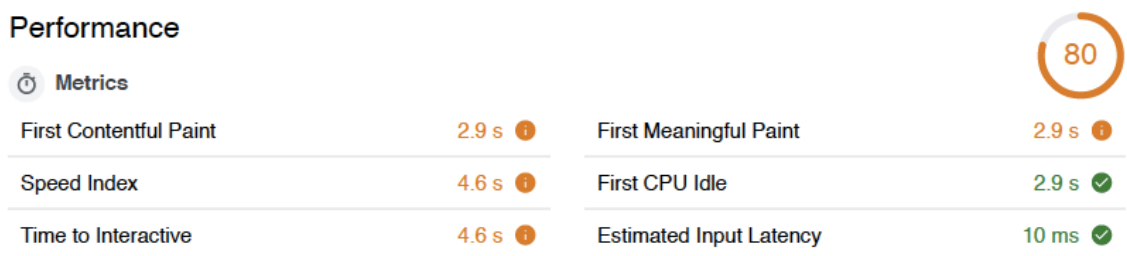 Performance
80
Metrics
First Contentful Paint 2.9 s
First Meaningful Paint 2.9 s
Speed Index 4.6 s
First CPU Idle 2.9 s
Time to Interactive 4.6 s
Estimated Input Latency 10 ms